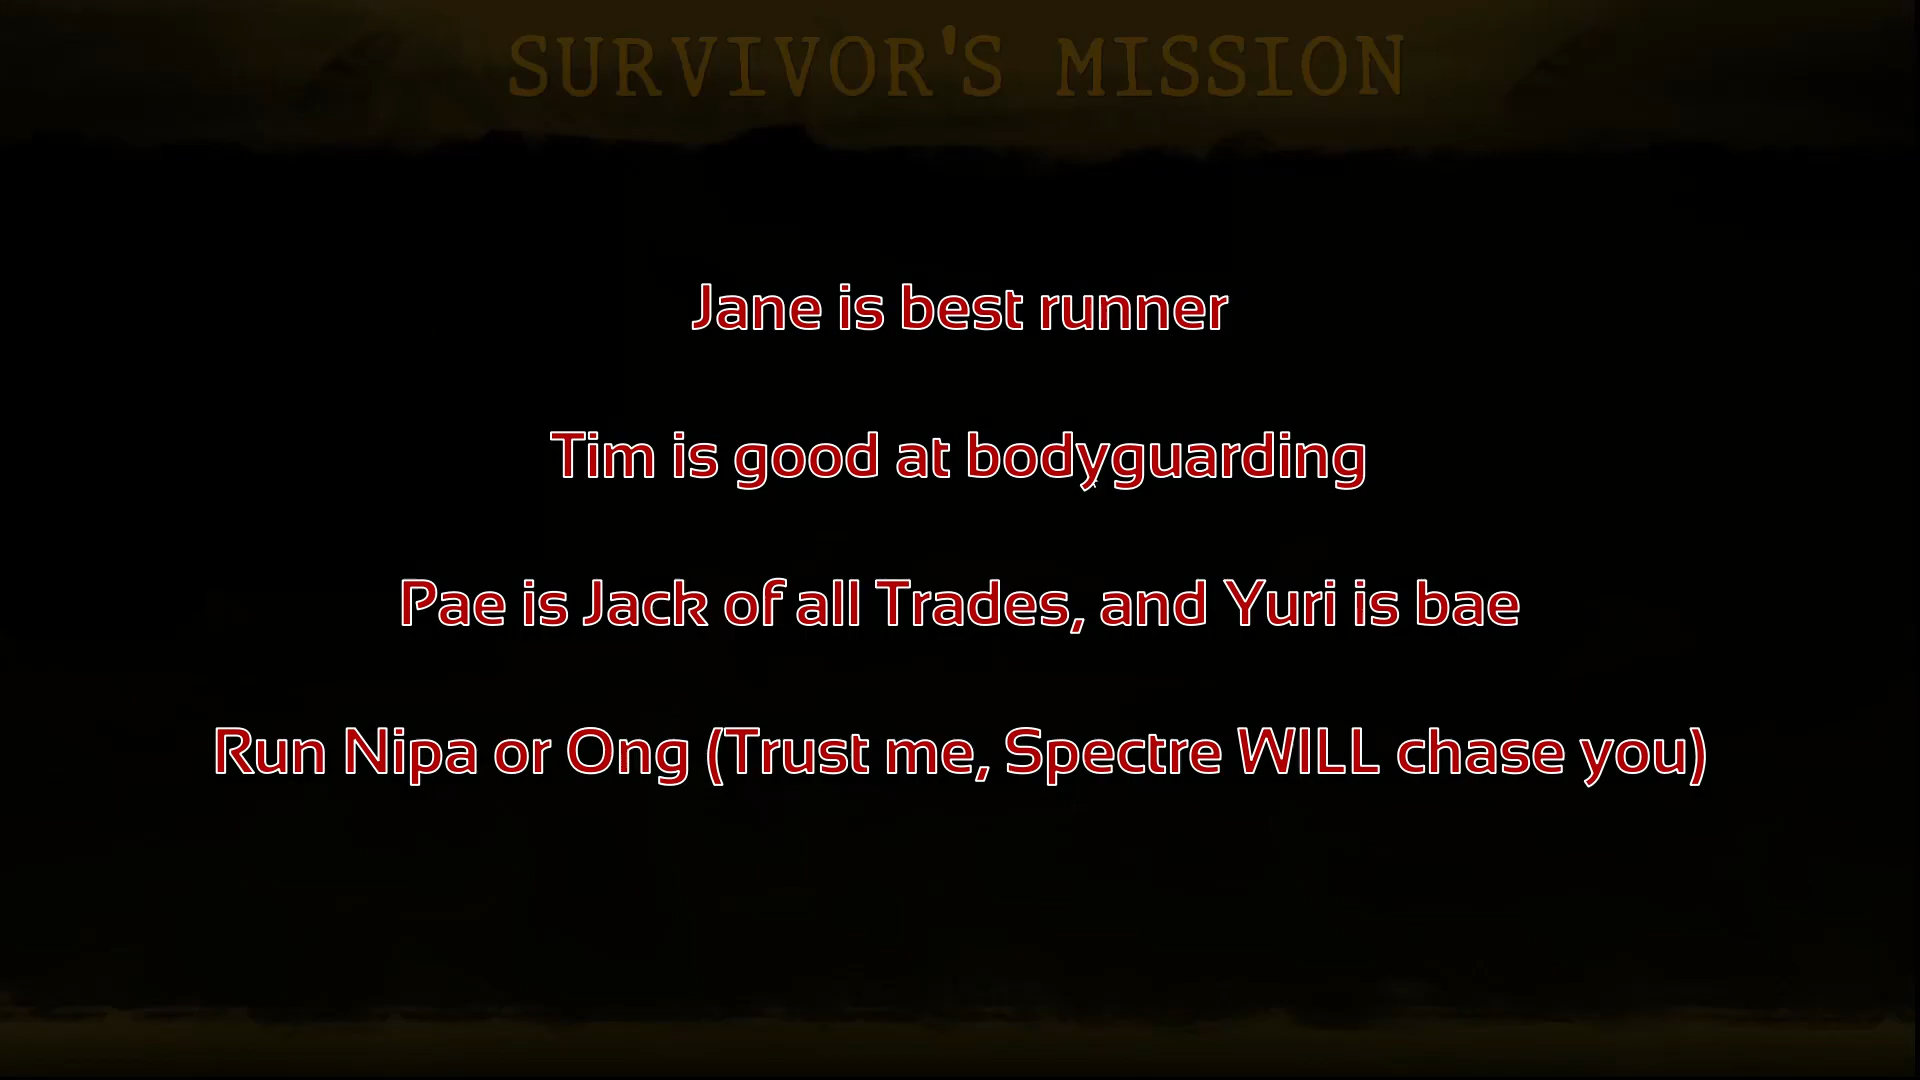 SURVIVOR'S MISSION
Jane is best runner
Tim is good at bodyguarding
Pae is Jack of all Trades, and Yuri is bae
Run Nipa or Ong (Trust me, Spectre WILL chase you)